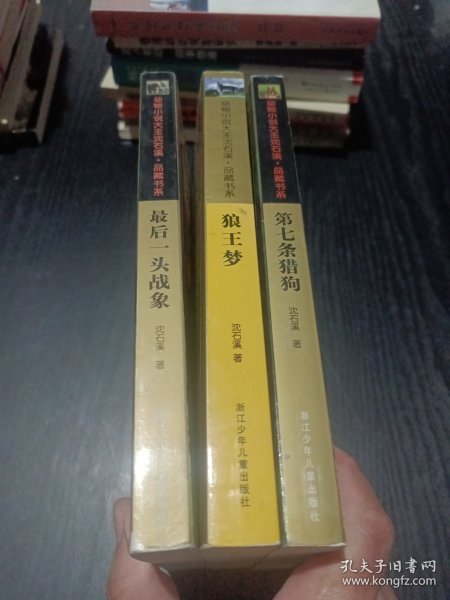 动物小说大王沈石溪·品藏书系
最后一头战象
沈石溪 著
动物小说大王沈石溪·品藏书系
狼王梦
沈石溪 著
浙江少年儿童出版社
动物小说大王沈石溪·品藏书系
第七条猎狗
沈石溪 著
浙江少年儿童出版社
孔夫子旧书网
www.kongfz.com